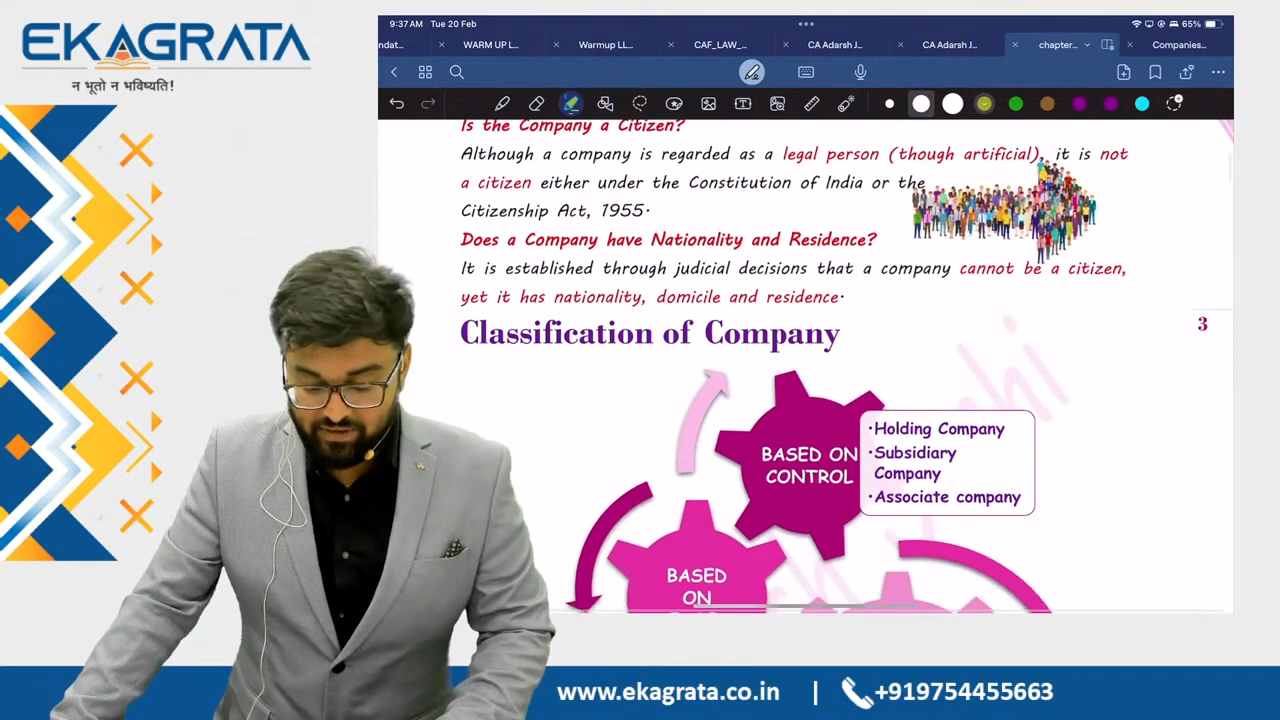 EKAGRATA
न भूतो न भविष्यति!
9:37 AM Tue 20 Feb
65%
ndat...
WARM UP L...
Warmup LL...
CAF_LAW_...
CA Adarsh J...
CA Adarsh J...
chapter...
Companies...
Is the Company a Citizen?
Although a company is regarded as a legal person (though artificial), it is not
a citizen either under the Constitution of India or the
Citizenship Act, 1955.
Does a Company have Nationality and Residence?
It is established through judicial decisions that a company cannot be a citizen,
yet it has nationality, domicile and residence.
3
Classification of Company
BASED ON
CONTROL
•Holding Company
•Subsidiary
Company
•Associate company
BASED
ON
www.ekagrata.co.in | +919754455663